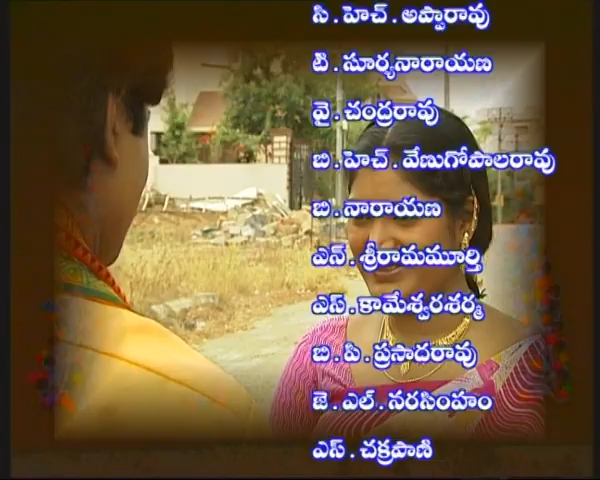 సి.హెచ్.అప్పారావు
టి.సూర్యనారాయణ
వై.చంద్రరావు
బి.హెచ్.వేణుగోపాలరావు
బి.నారాయణ
ఎన్.శ్రీరామమూర్తి
ఎస్.కామేశ్వరశర్మ
బి.పి.ప్రసాదరావు
జె.ఎల్.నరసింహం
ఎస్.చక్రపాణి